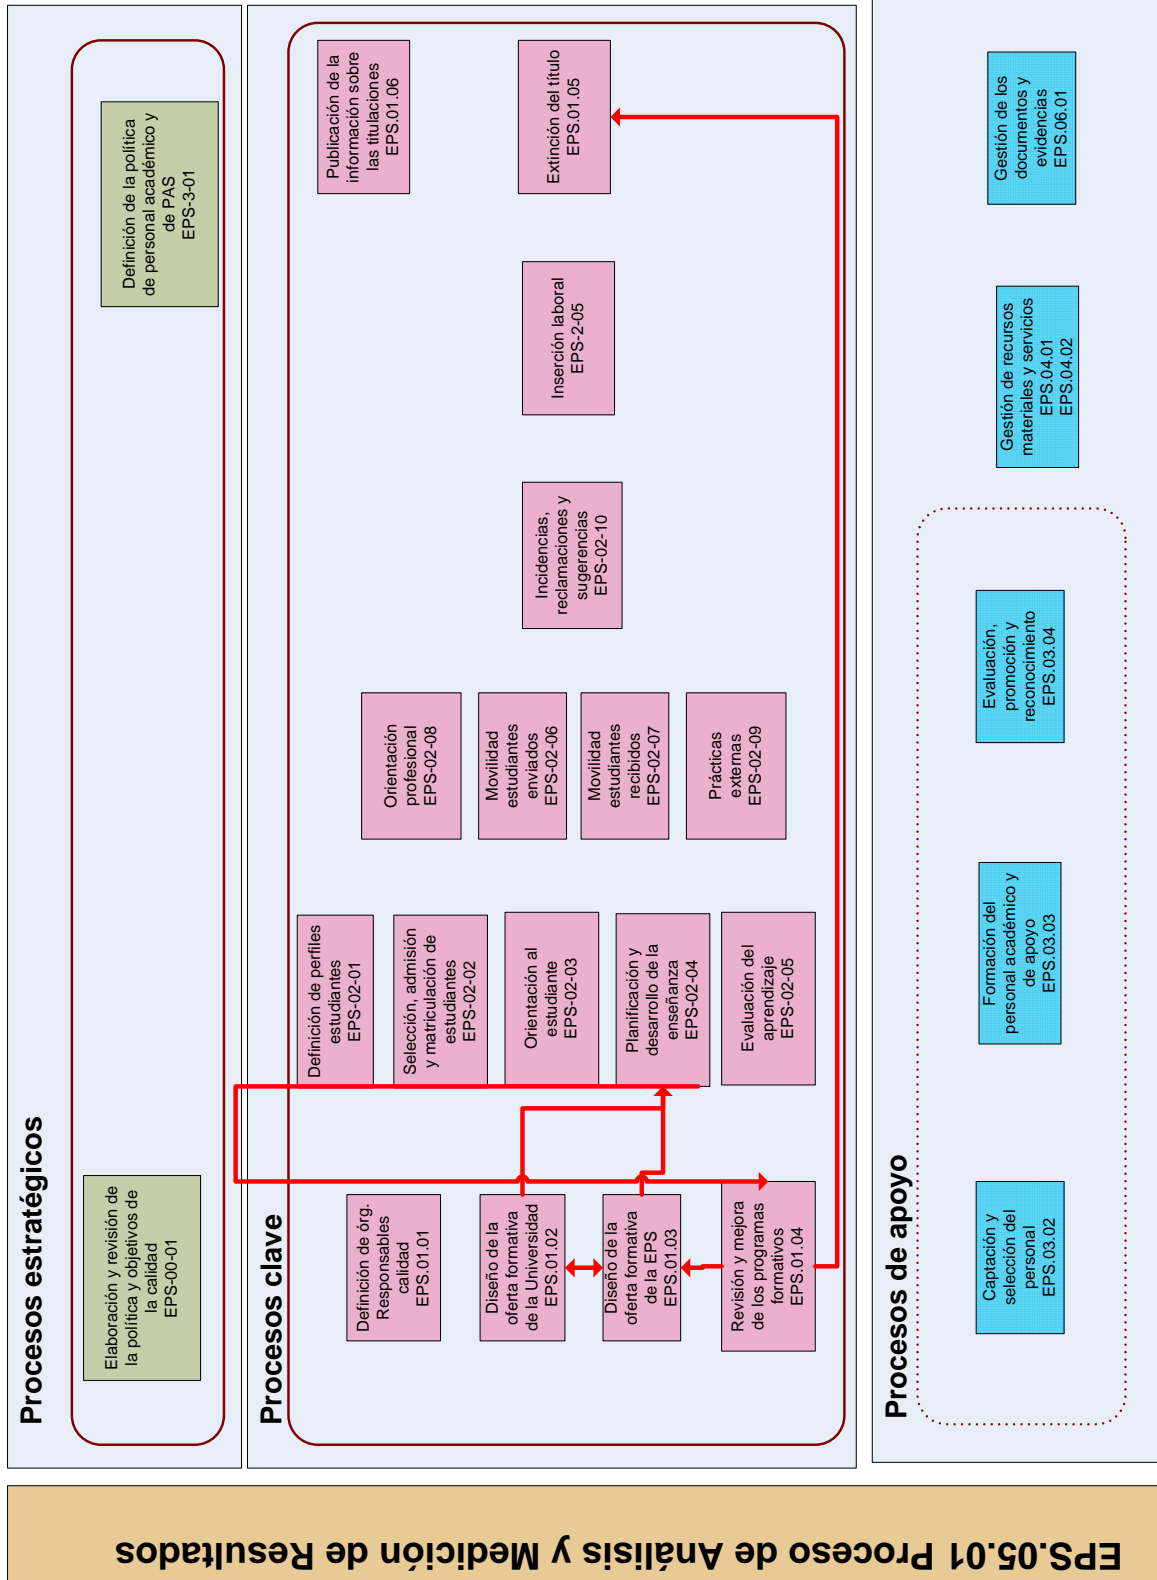 Procesos estratégicos
Elaboración y revisión de
la política y objetivos de
la calidad
EPS-00-01
Definición de la política
de personal académico y
de PAS
EPS-3-01
Procesos clave
Definición de órg.
Responsables
calidad
EPS.01.01
Diseño de la
oferta formativa
de la Universidad
EPS.01.02
Diseño de la
oferta formativa
de la EPS
EPS.01.03
Revisión y mejora
de los programas
formativos
EPS.01.04
Definición de perfiles
estudiantes
EPS-02-01
Selección, admisión
y matriculación de
estudiantes
EPS-02-02
Orientación al
estudiante
EPS-02-03
Planificación y
desarrollo de la
enseñanza
EPS-02-04
Evaluación del
aprendizaje
EPS-02-05
Orientación
profesional
EPS-02-08
Movilidad
estudiantes
enviados
EPS-02-06
Movilidad
estudiantes
recibidos
EPS-02-07
Prácticas
externas
EPS-02-09
Incidencias,
reclamaciones y
sugerencias
EPS-02-10
Inserción laboral
EPS-2-05
Publicación de la
información sobre
las titulaciones
EPS.01.06
Extinción del título
EPS.01.05
Procesos de apoyo
Captación y
selección del
personal
EPS.03.02
Formación del
personal académico y
de apoyo
EPS.03.03
Evaluación,
promoción y
reconocimiento
EPS.03.04
Gestión de recursos
materiales y servicios
EPS.04.01
EPS.04.02
Gestión de los
documentos y
evidencias
EPS.06.01
EPS.05.01 Proceso de Análisis y Medición de Resultados